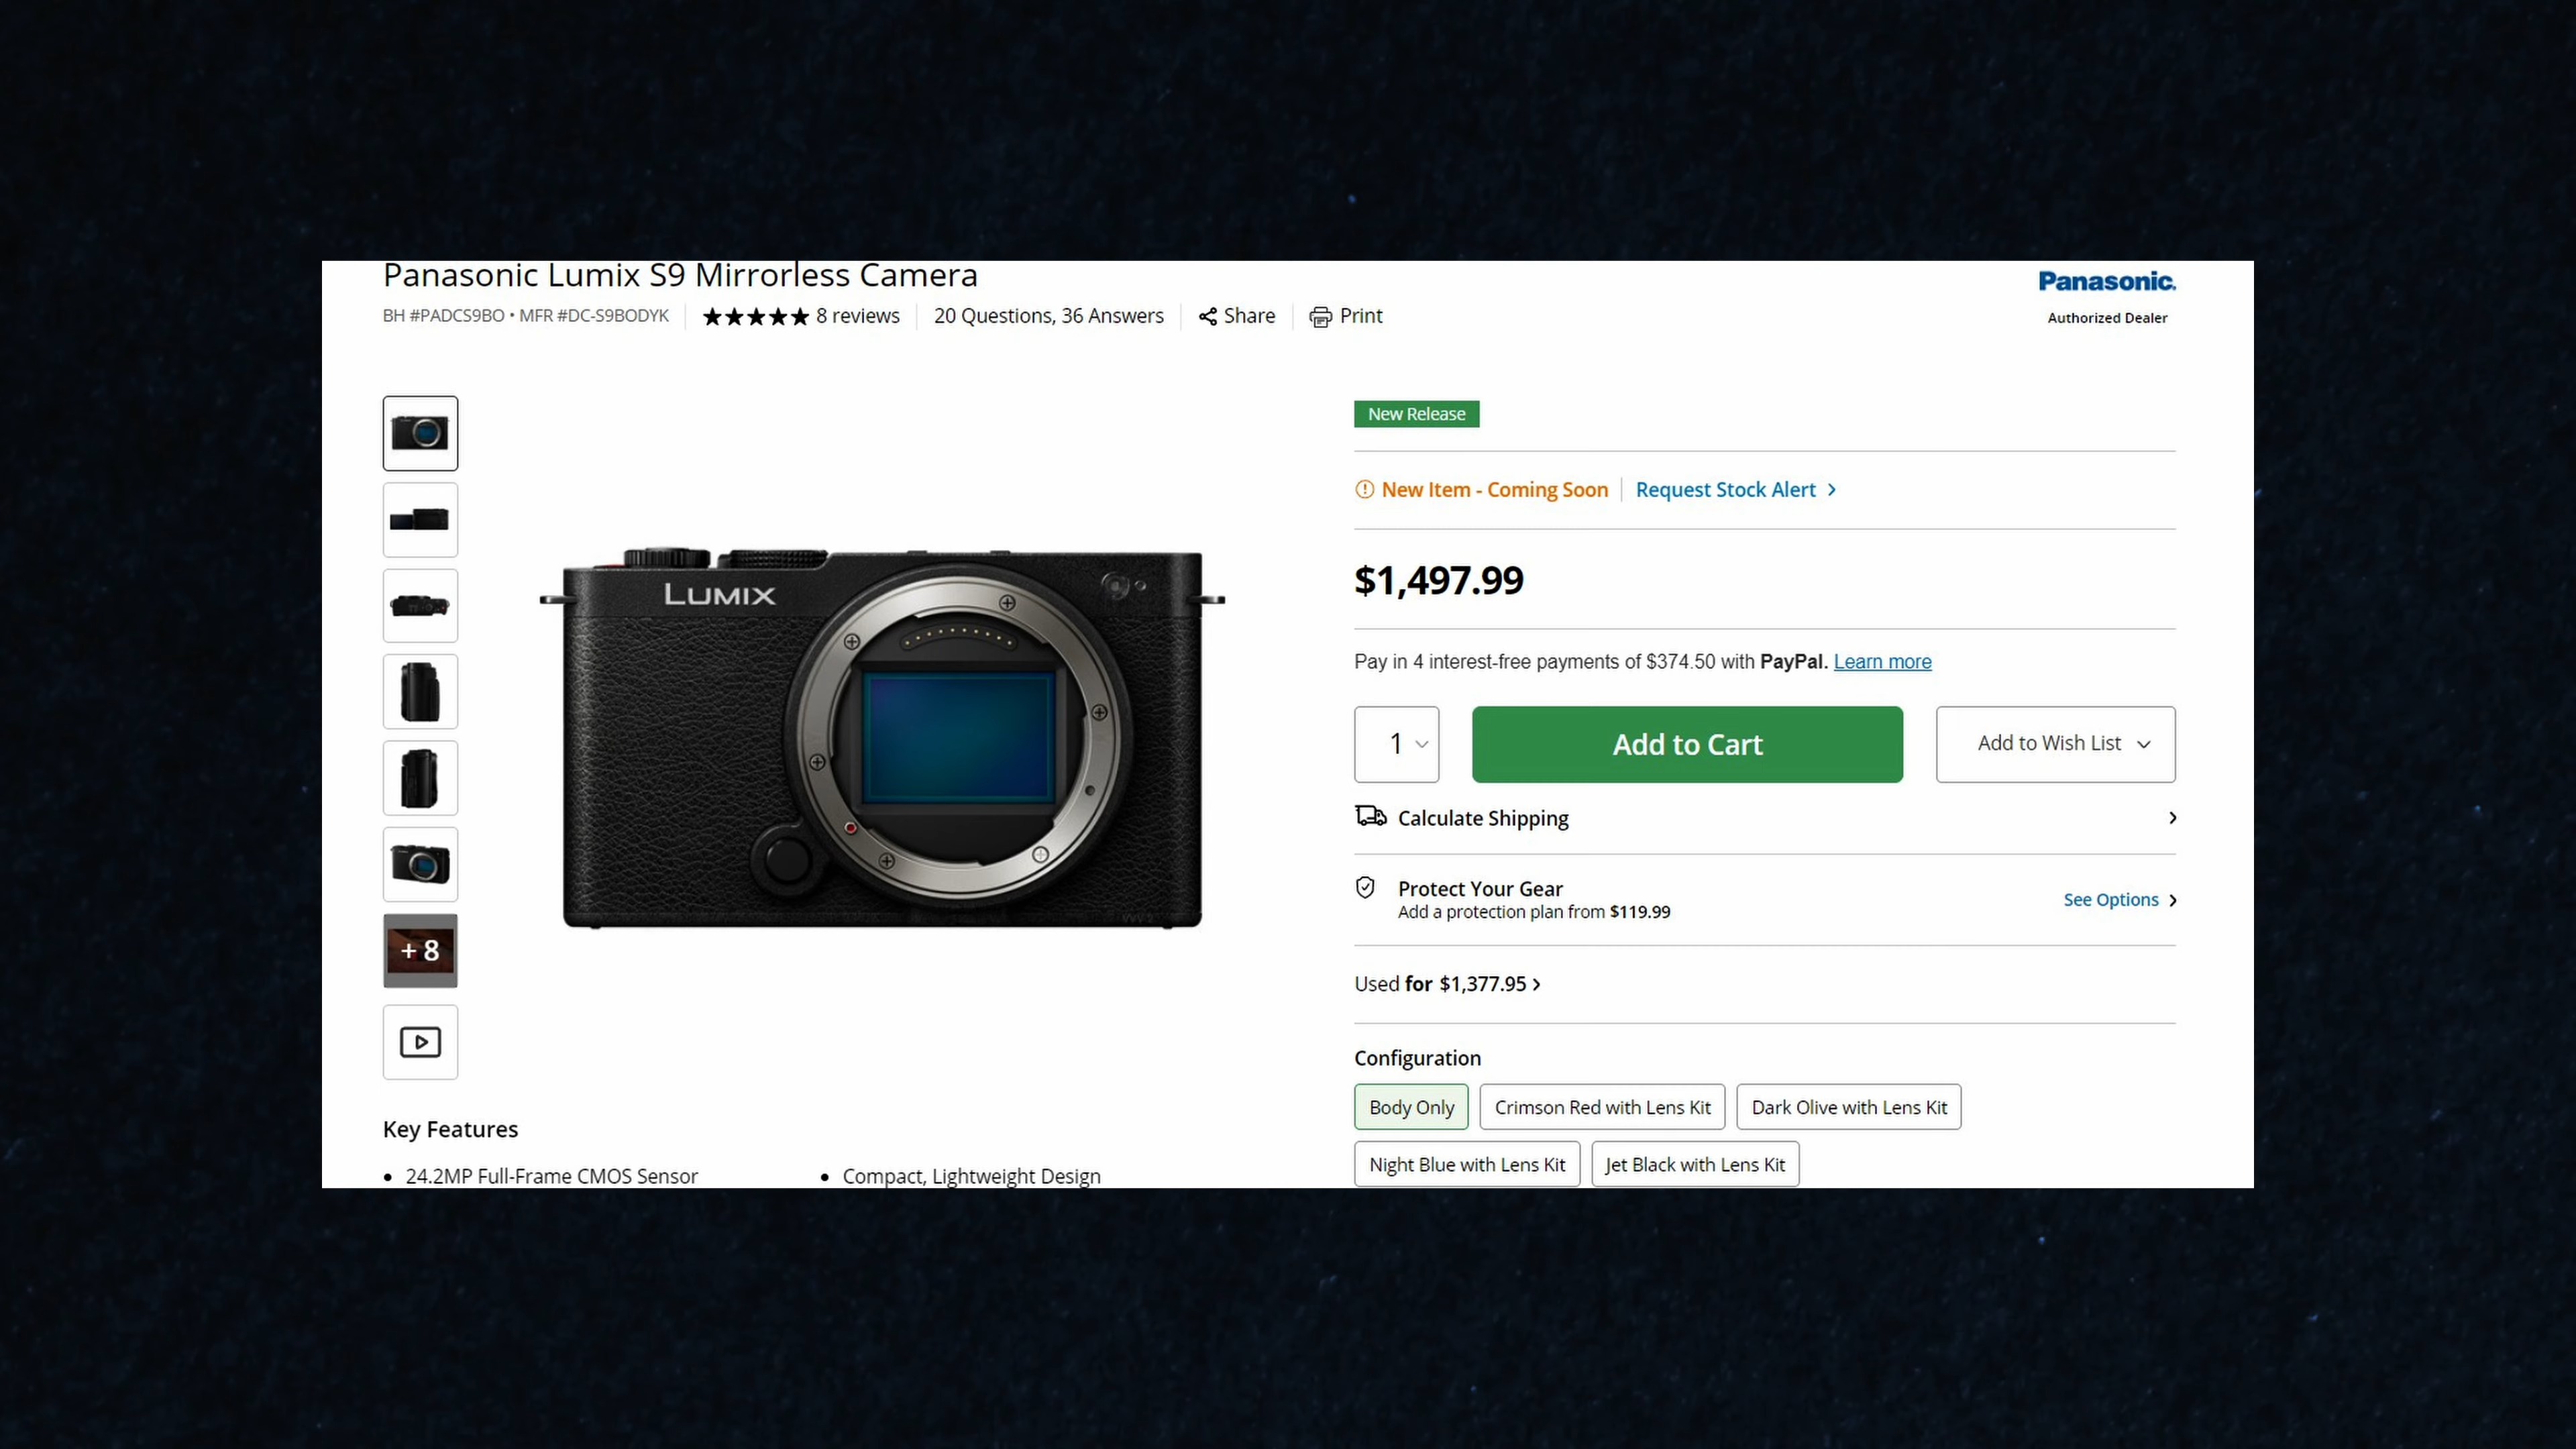 Panasonic Lumix S9 Mirrorless Camera
BH #PADCS9BO • MFR #DC-S9BODYK
8 reviews
20 Questions, 36 Answers
Share
Print
Panasonic
Authorized Dealer
LUMIX
+ 8
Key Features
• 24.2MP Full-Frame CMOS Sensor
• Compact, Lightweight Design
New Release
New Item - Coming Soon
Request Stock Alert
$1,497.99
Pay in 4 interest-free payments of $374.50 with PayPal. Learn more
1
Add to Cart
Add to Wish List
Calculate Shipping
Protect Your Gear
Add a protection plan from $119.99
See Options
Used for $1,377.95
Configuration
Body Only
Crimson Red with Lens Kit
Dark Olive with Lens Kit
Night Blue with Lens Kit
Jet Black with Lens Kit